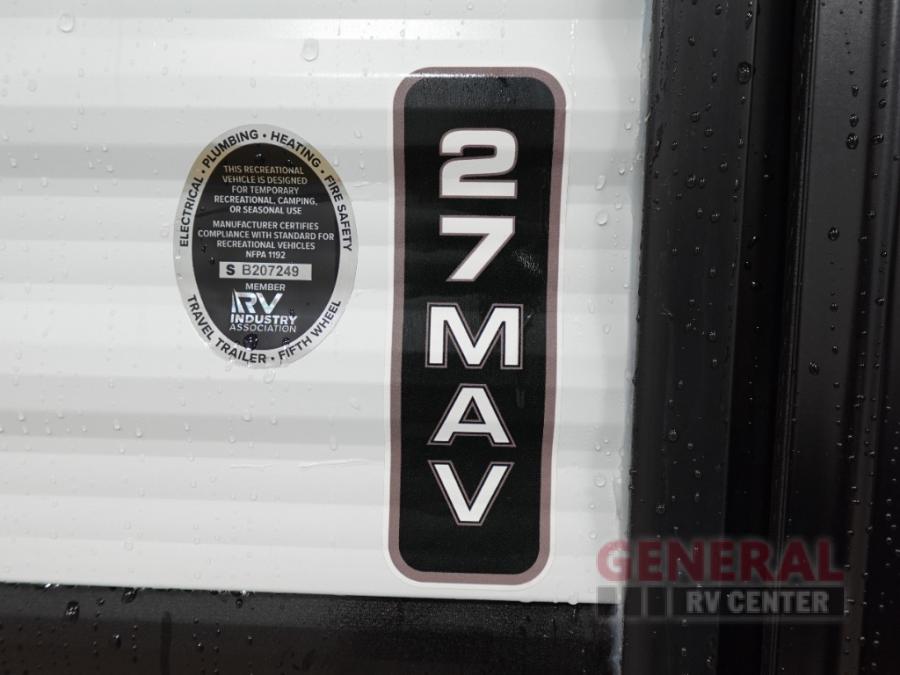 ELECTRICAL • PLUMBING • HEATING • FIRE SAFETY
THIS RECREATIONAL
VEHICLE IS DESIGNED
FOR TEMPORARY
RECREATIONAL, CAMPING,
OR SEASONAL USE
MANUFACTURER CERTIFIES
COMPLIANCE WITH STANDARD FOR
RECREATIONAL VEHICLES
NFPA 1192
S B207249
MEMBER
RV
INDUSTRY
ASSOCIATION
TRAVEL TRAILER • FIFTH WHEEL
2
7
M
A
V
GENERAL
RV CENTER